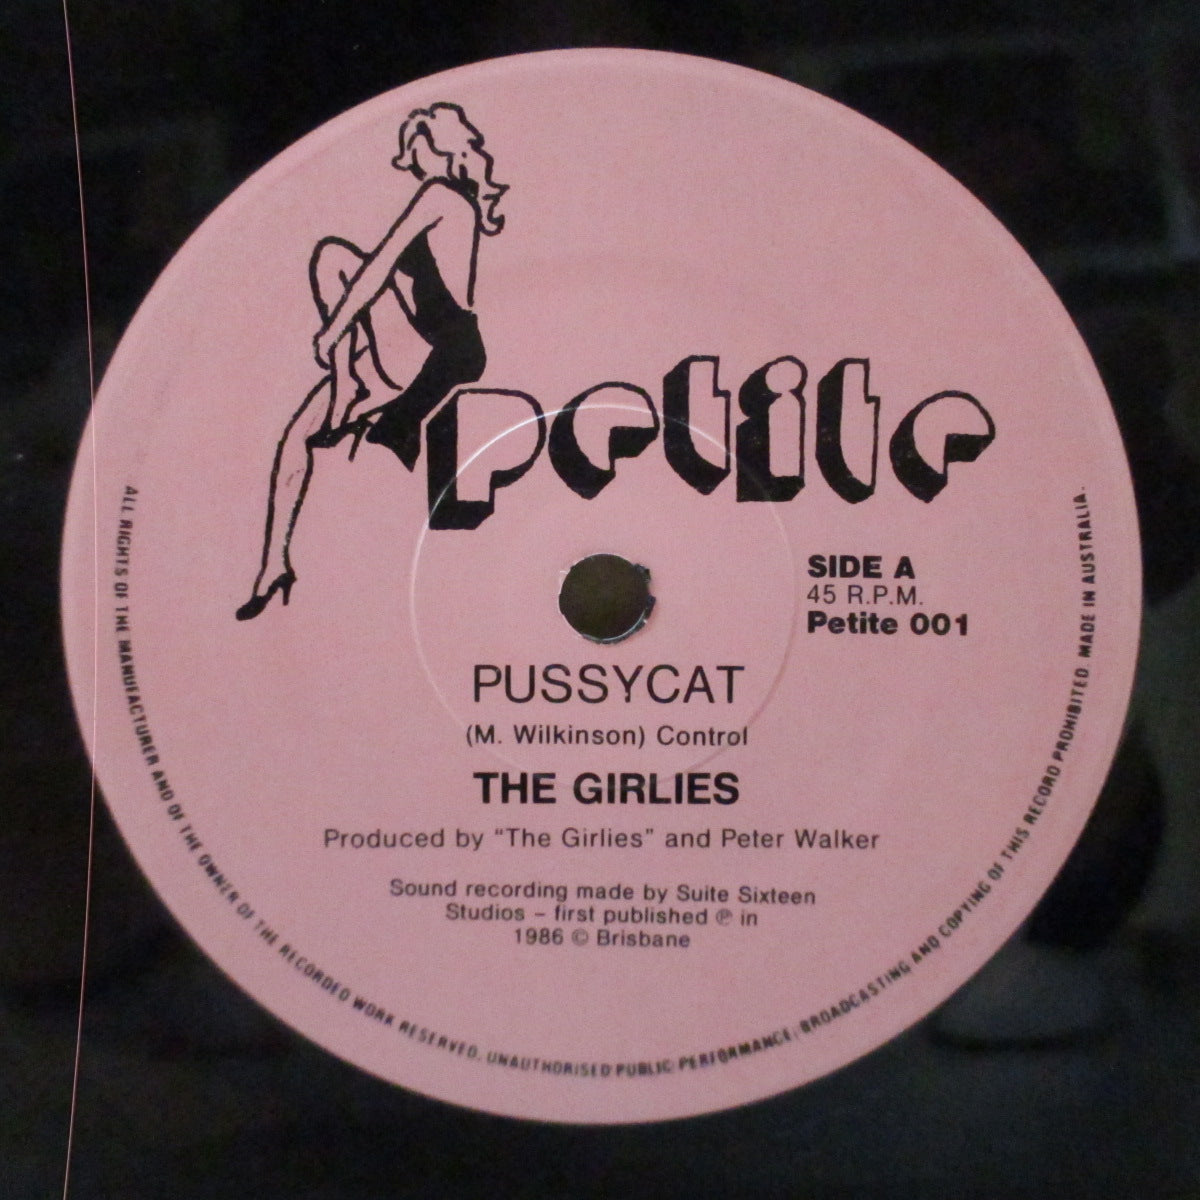 petite
SIDE A
45 R.P.M.
Petite 001
PUSSYCAT
(M. Wilkinson) Control
THE GIRLIES
Produced by "The Girlies" and Peter Walker
Sound recording made by Suite Sixteen
Studios – first published ℗ in
1986 © Brisbane
ALL RIGHTS OF THE MANUFACTURER AND OF THE OWNER OF THE RECORDED WORK RESERVED. UNAUTHORISED PUBLIC PERFORMANCE, BROADCASTING AND COPYING OF THIS RECORD PROHIBITED. MADE IN AUSTRALIA.